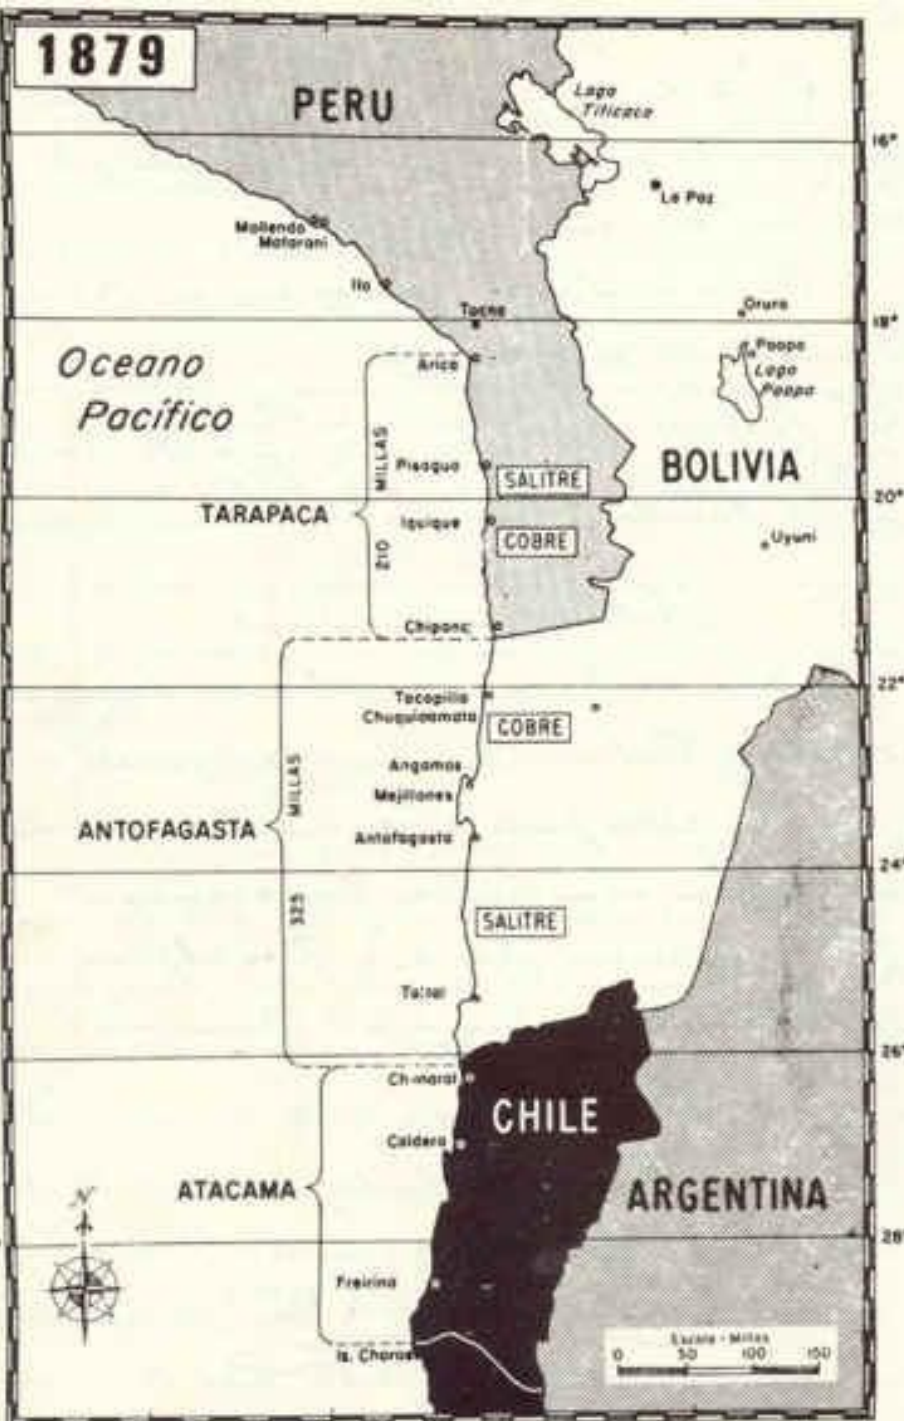 1879
PERU
Lago
Titicaca
16°
La Paz
Mollendo
Matarani
Ilo
Tacna
Oruro
18°
Oceano
Pacífico
Arica
Poopo
Lago
Poopo
BOLIVIA
Pisagua
SALITRE
MILLAS
20°
TARAPACA
Iquique
COBRE
Uyuni
210
Chipana
22°
Tocopilla
Chuquicamata
COBRE
Angamos
MILLAS
Mejillones
ANTOFAGASTA
Antofagasta
24°
325
SALITRE
Taltal
26°
Chañaral
CHILE
Caldera
ATACAMA
ARGENTINA
N
28°
Freirina
Is. Choros
Escala - Millas
0 50 100 150